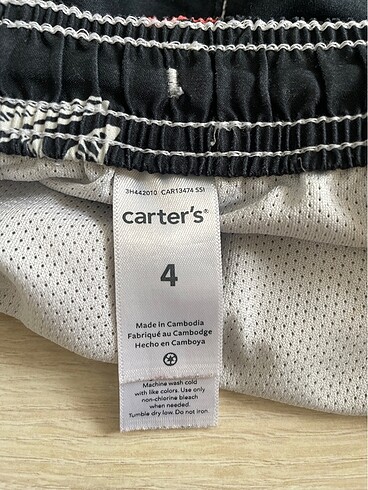 3H442010 CAR13474 SSI
carter's®
4
Made in Cambodia
Fabriqué au Cambodge
Hecho en Camboya
Machine wash cold
with like colors. Use only
non-chlorine bleach
when needed.
Tumble dry low. Do not iron.